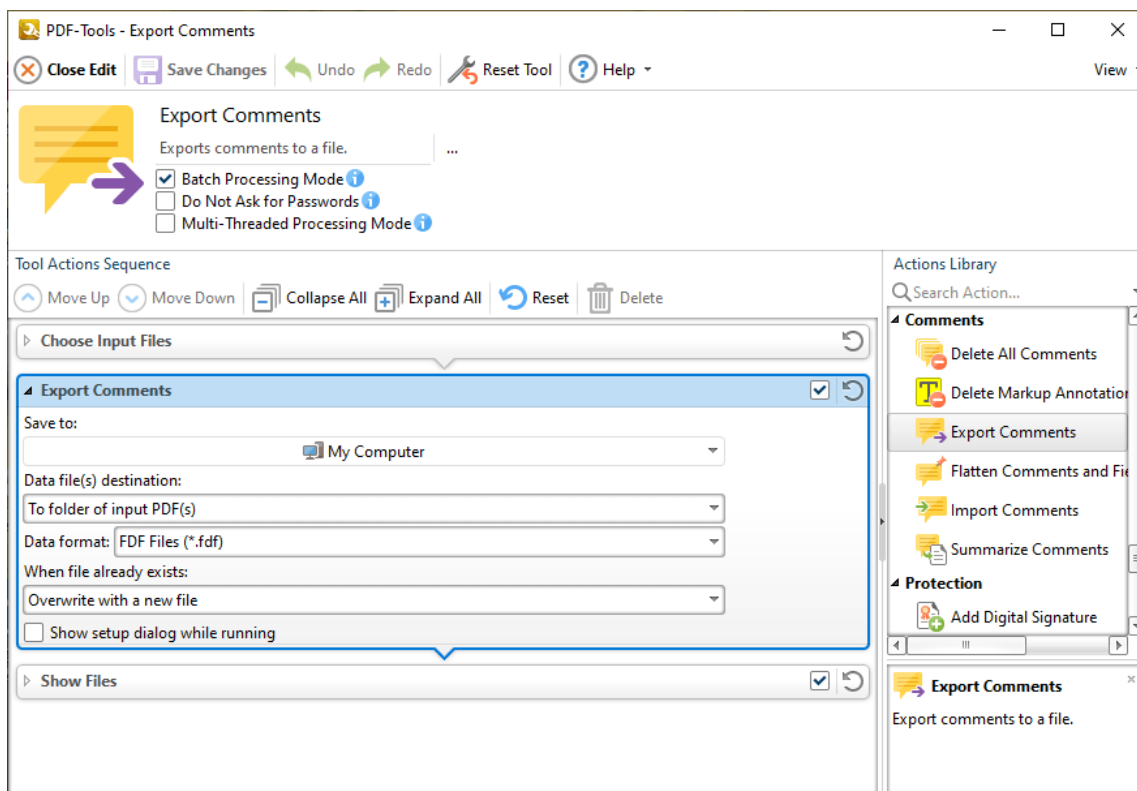 PDF-Tools - Export Comments
Close Edit Save Changes Undo Redo Reset Tool ? Help View
Export Comments
Exports comments to a file. ...
Batch Processing Mode i
Do Not Ask for Passwords i
Multi-Threaded Processing Mode i
Tool Actions Sequence
Move Up Move Down Collapse All Expand All Reset Delete
Choose Input Files
Export Comments
Save to:
My Computer
Data file(s) destination:
To folder of input PDF(s)
Data format: FDF Files (*.fdf)
When file already exists:
Overwrite with a new file
Show setup dialog while running
Show Files
Actions Library
Search Action...
Comments
Delete All Comments
T Delete Markup Annotation
Export Comments
Flatten Comments and Fie
Import Comments
Summarize Comments
Protection
Add Digital Signature
Export Comments
Export comments to a file.